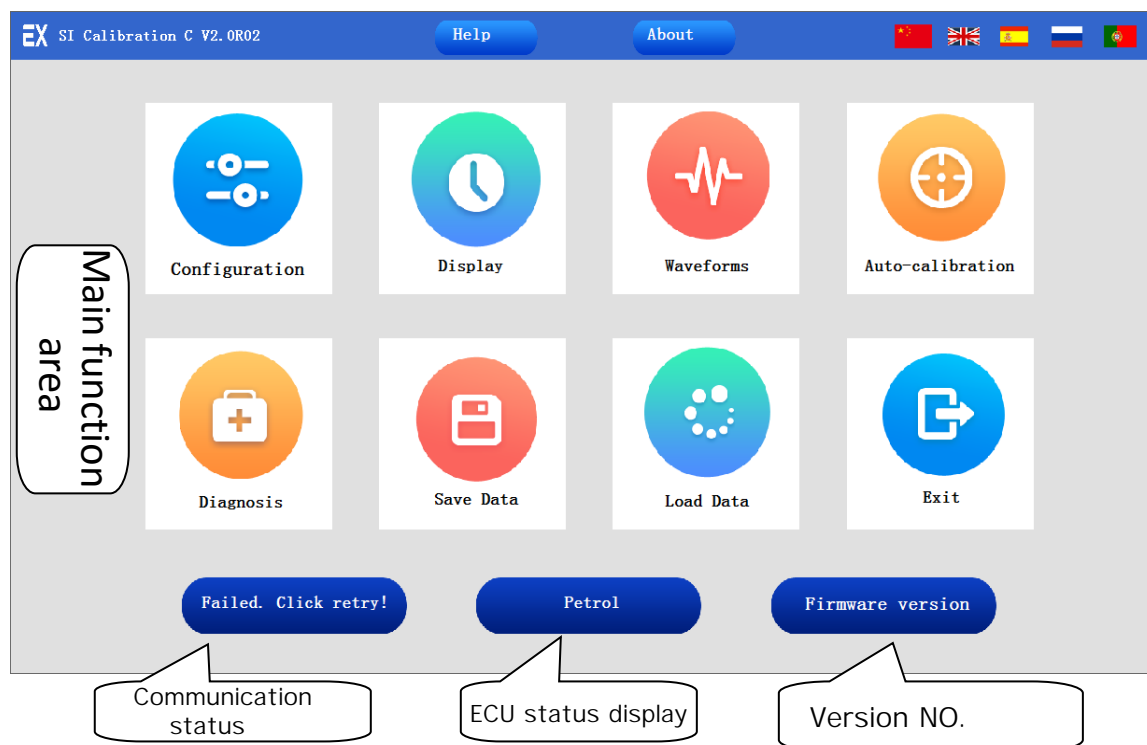 EX SI Calibration C V2.0R02
Help
About
Configuration
Display
Waveforms
Auto-calibration
Main function
area
Diagnosis
Save Data
Load Data
Exit
Failed. Click retry!
Petrol
Firmware version
Communication
status
ECU status display
Version NO.